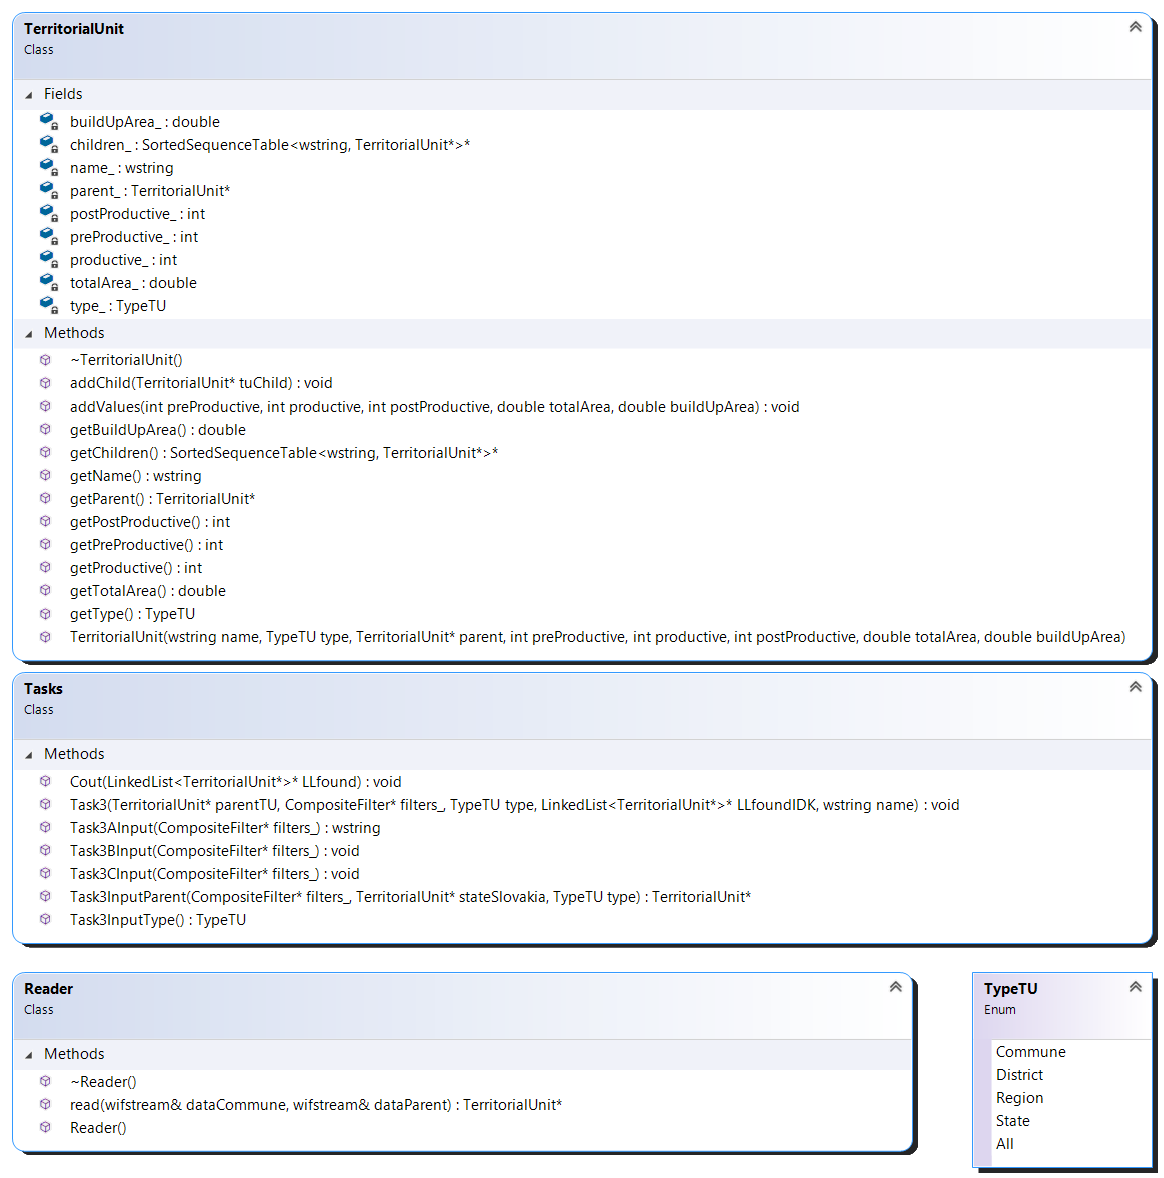 TerritorialUnit
Class
Fields
buildUpArea_ : double
children_ : SortedSequenceTable<wstring, TerritorialUnit*>*
name_ : wstring
parent_ : TerritorialUnit*
postProductive_ : int
preProductive_ : int
productive_ : int
totalArea_ : double
type_ : TypeTU
Methods
~TerritorialUnit()
addChild(TerritorialUnit* tuChild) : void
addValues(int preProductive, int productive, int postProductive, double totalArea, double buildUpArea) : void
getBuildUpArea() : double
getChildren() : SortedSequenceTable<wstring, TerritorialUnit*>*
getName() : wstring
getParent() : TerritorialUnit*
getPostProductive() : int
getPreProductive() : int
getProductive() : int
getTotalArea() : double
getType() : TypeTU
TerritorialUnit(wstring name, TypeTU type, TerritorialUnit* parent, int preProductive, int productive, int postProductive, double totalArea, double buildUpArea)
Tasks
Class
Methods
Cout(LinkedList<TerritorialUnit*>* LLfound) : void
Task3(TerritorialUnit* parentTU, CompositeFilter* filters_, TypeTU type, LinkedList<TerritorialUnit*>* LLfoundIDK, wstring name) : void
Task3AInput(CompositeFilter* filters_) : wstring
Task3BInput(CompositeFilter* filters_) : void
Task3CInput(CompositeFilter* filters_) : void
Task3InputParent(CompositeFilter* filters_, TerritorialUnit* stateSlovakia, TypeTU type) : TerritorialUnit*
Task3InputType() : TypeTU
Reader
Class
Methods
~Reader()
read(wifstream& dataCommune, wifstream& dataParent) : TerritorialUnit*
Reader()
TypeTU
Enum
Commune
District
Region
State
All